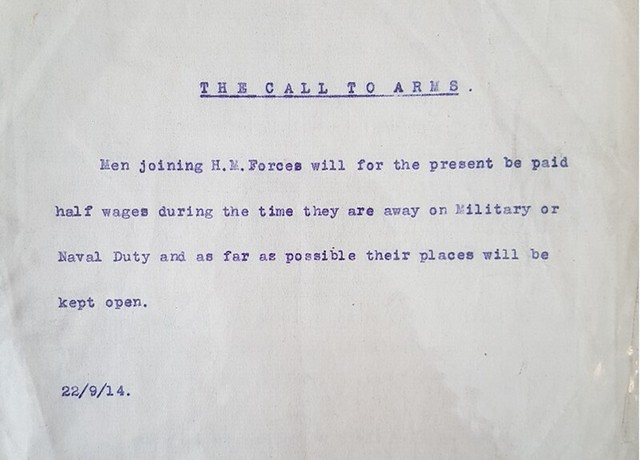 THE CALL TO ARMS.
Men joining H.M.Forces will for the present be paid
half wages during the time they are away on Military or
Naval Duty and as far as possible their places will be
kept open.
22/9/14.